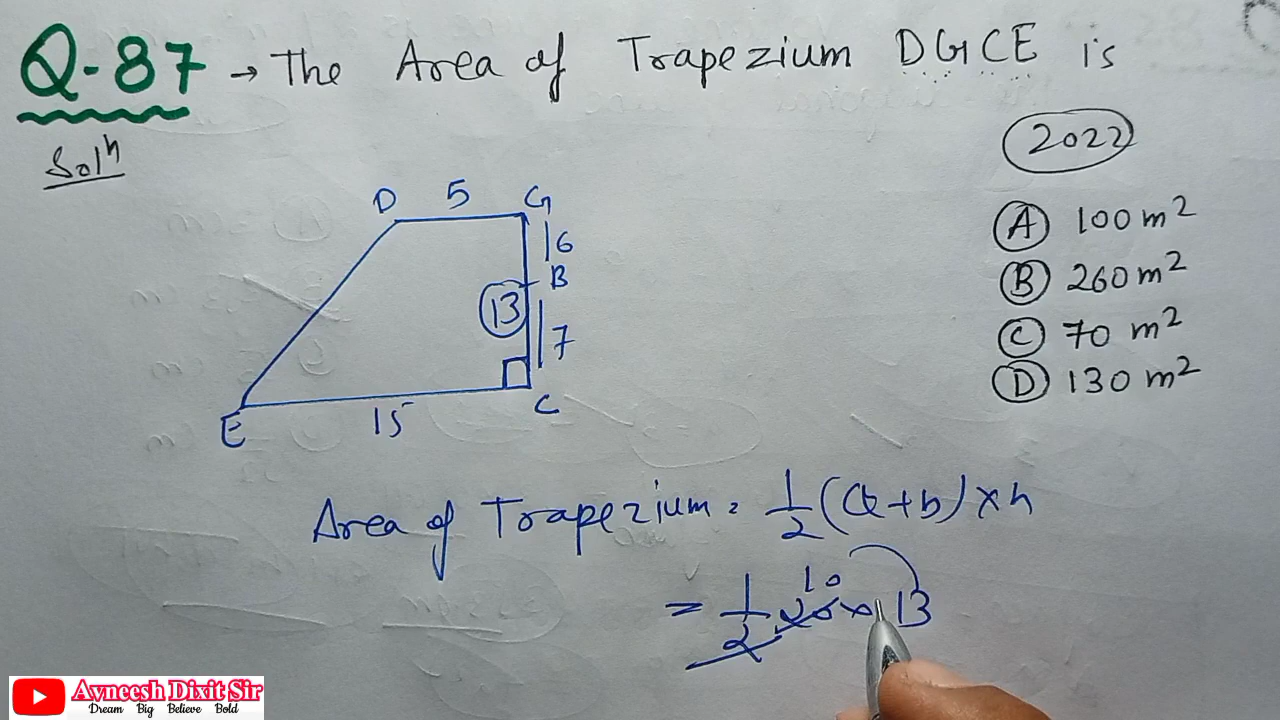 Q-87 → The Area of Trapezium DGCE is
Solⁿ
2022
(A) 100 m²
(B) 260 m²
(C) 70 m²
(D) 130 m²
D 5 G
6
B
13
7
E 15 C
Area of Trapezium = 1/2 (a+b) × h
10
= 1/2 20 × 13
Avneesh Dixit Sir
Dream Big Believe Bold